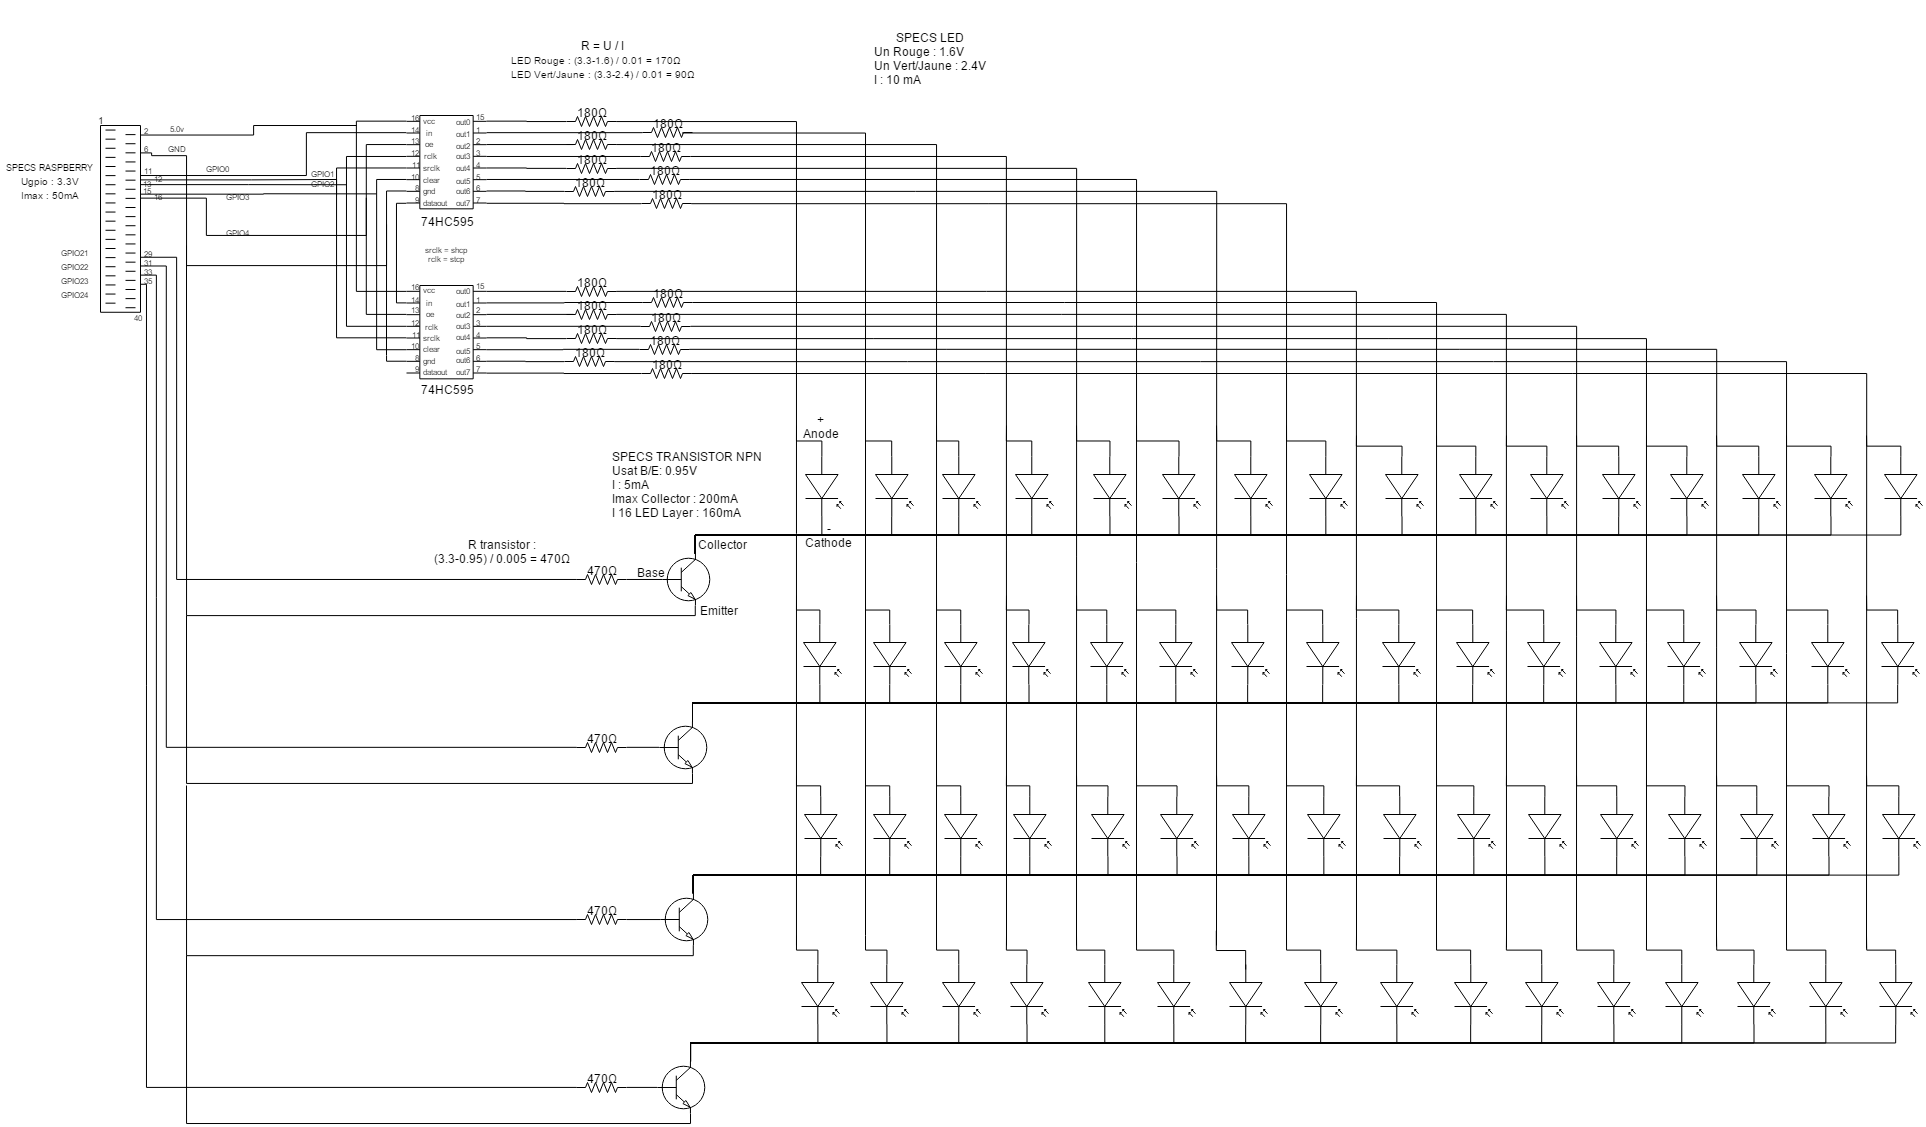 R = U / I
LED Rouge : (3.3-1.6) / 0.01 = 170Ω
LED Vert/Jaune : (3.3-2.4) / 0.01 = 90Ω
SPECS LED
Un Rouge : 1.6V
Un Vert/Jaune : 2.4V
I : 10 mA
1
2
5.0v
6
GND
SPECS RASPBERRY
Ugpio : 3.3V
Imax : 50mA
11
12
13
15
16
GPIO0
GPIO1
GPIO2
GPIO3
GPIO4
GPIO21
GPIO22
GPIO23
GPIO24
29
31
33
35
40
16 vcc out0 15
14 in out1 1
13 oe out2 2
12 rclk out3 3
11 srclk out4 4
10 clear out5 5
8 gnd out6 6
9 dataout out7 7
74HC595
180Ω
180Ω
180Ω
180Ω
180Ω
180Ω
180Ω
180Ω
srclk = shcp
rclk = stcp
16 vcc out0 15
14 in out1 1
13 oe out2 2
12 rclk out3 3
11 srclk out4 4
10 clear out5 5
8 gnd out6 6
9 dataout out7 7
74HC595
180Ω
180Ω
180Ω
180Ω
180Ω
180Ω
180Ω
180Ω
+
Anode
-
Cathode
SPECS TRANSISTOR NPN
Usat B/E: 0.95V
I : 5mA
Imax Collector : 200mA
I 16 LED Layer : 160mA
R transistor :
(3.3-0.95) / 0.005 = 470Ω
Collector
470Ω
Base
Emitter
470Ω
470Ω
470Ω